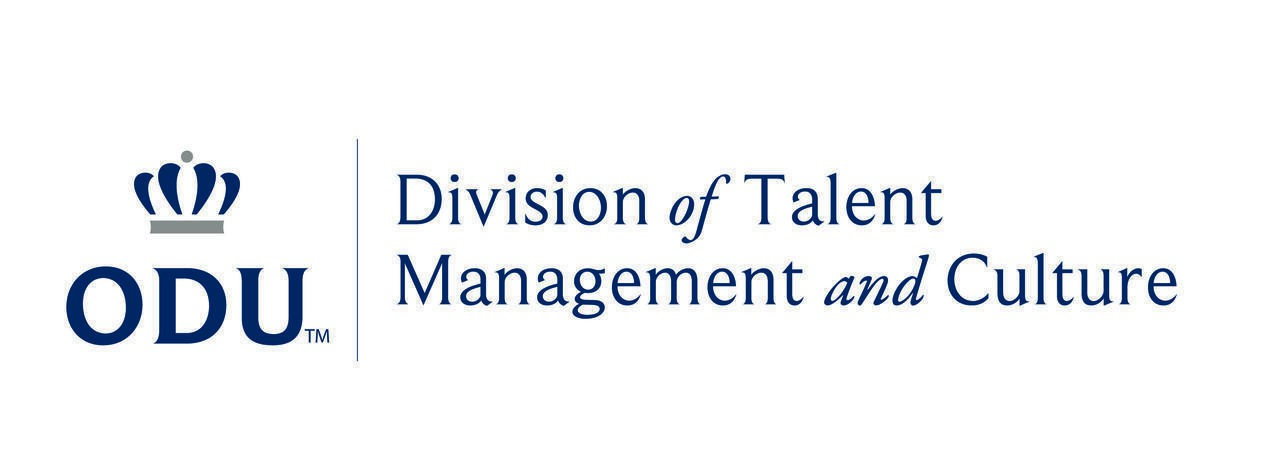 ODU™
Division of Talent
Management and Culture